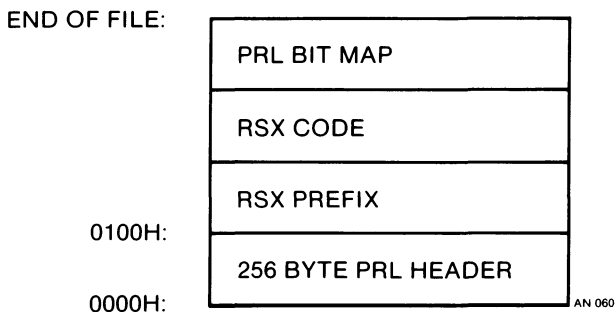 END OF FILE:
PRL BIT MAP
RSX CODE
RSX PREFIX
0100H:
256 BYTE PRL HEADER
0000H:
AN 060